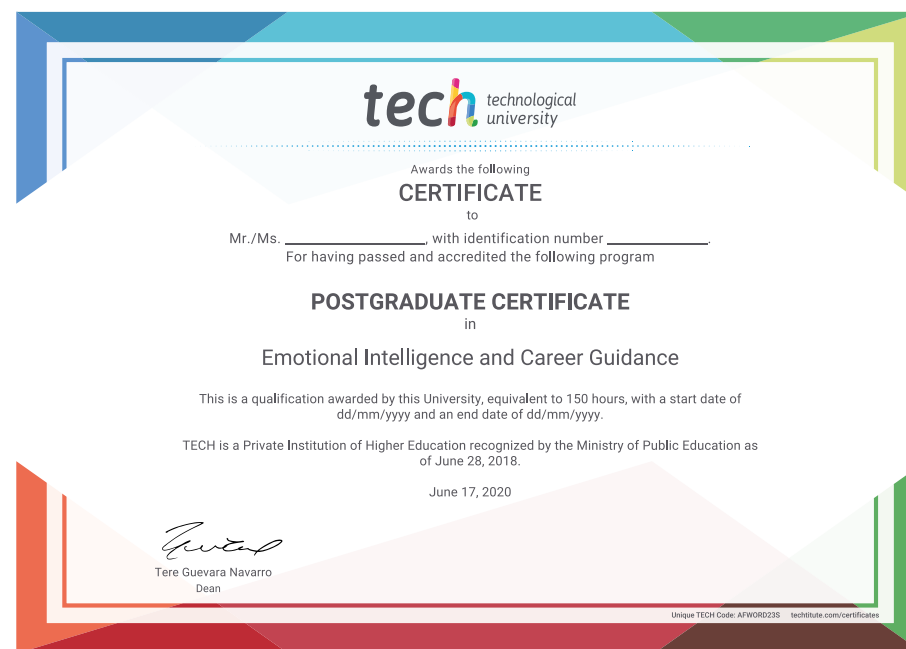 tech technological
university
Awards the following
CERTIFICATE
to
Mr./Ms. ____________________, with identification number ______________.
For having passed and accredited the following program
POSTGRADUATE CERTIFICATE
in
Emotional Intelligence and Career Guidance
This is a qualification awarded by this University, equivalent to 150 hours, with a start date of
dd/mm/yyyy and an end date of dd/mm/yyyy.
TECH is a Private Institution of Higher Education recognized by the Ministry of Public Education as
of June 28, 2018.
June 17, 2020
Tere Guevara Navarro
Dean
Unique TECH Code: AFWORD23S techtitute.com/certificates